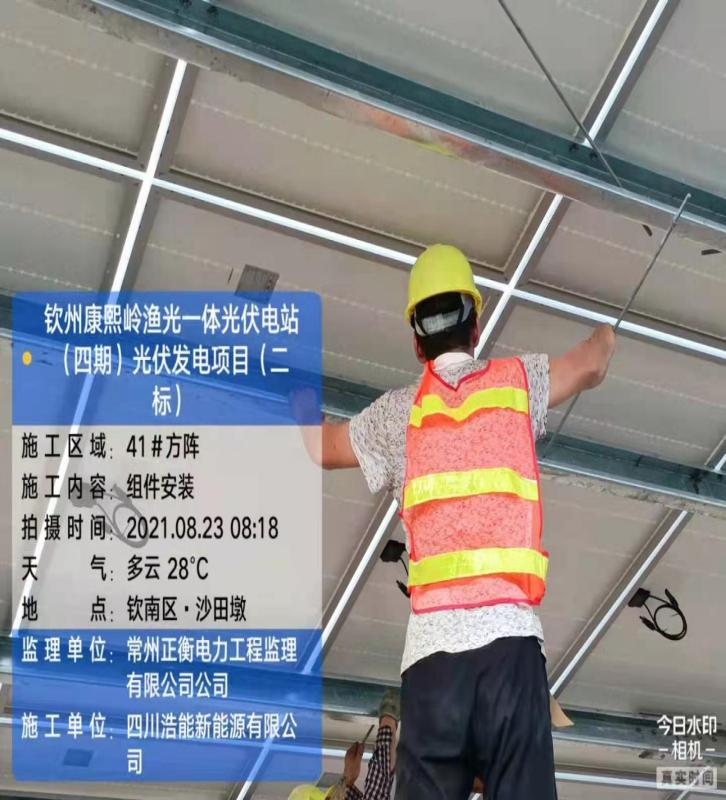 钦州康熙岭渔光一体光伏电站
（四期）光伏发电项目（二
标）
施工区域：41#方阵
施工内容：组件安装
拍摄时间：2021.08.23 08:18
天气：多云 28℃
地点：钦南区·沙田墩
监理单位：常州正衡电力工程监理
有限公司公司
施工单位：四川浩能新能源有限公
司
今日水印
-相机-
真实时间